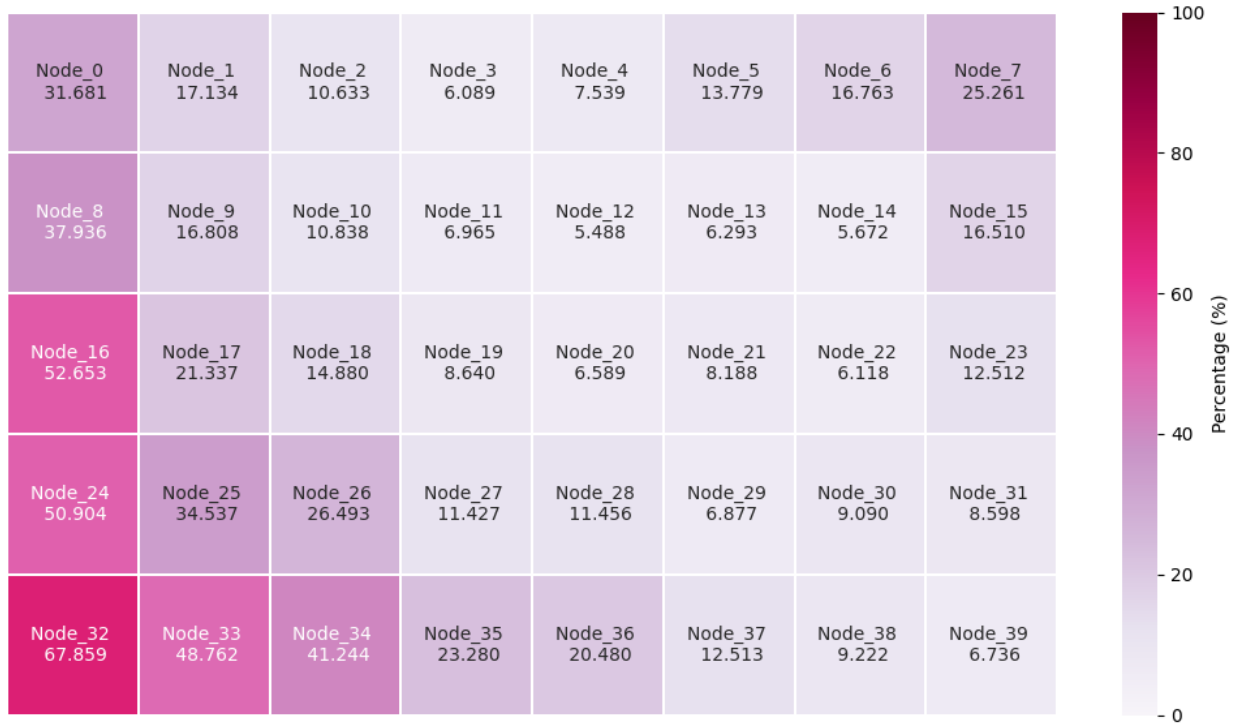 Node_0 Node_1 Node_2 Node_3 Node_4 Node_5 Node_6 Node_7
31.681 17.134 10.633 6.089 7.539 13.779 16.763 25.261
Node_8 Node_9 Node_10 Node_11 Node_12 Node_13 Node_14 Node_15
37.936 16.808 10.838 6.965 5.488 6.293 5.672 16.510
Node_16 Node_17 Node_18 Node_19 Node_20 Node_21 Node_22 Node_23
52.653 21.337 14.880 8.640 6.589 8.188 6.118 12.512
Node_24 Node_25 Node_26 Node_27 Node_28 Node_29 Node_30 Node_31
50.904 34.537 26.493 11.427 11.456 6.877 9.090 8.598
Node_32 Node_33 Node_34 Node_35 Node_36 Node_37 Node_38 Node_39
67.859 48.762 41.244 23.280 20.480 12.513 9.222 6.736
100
80
60
40
20
0
Percentage (%)